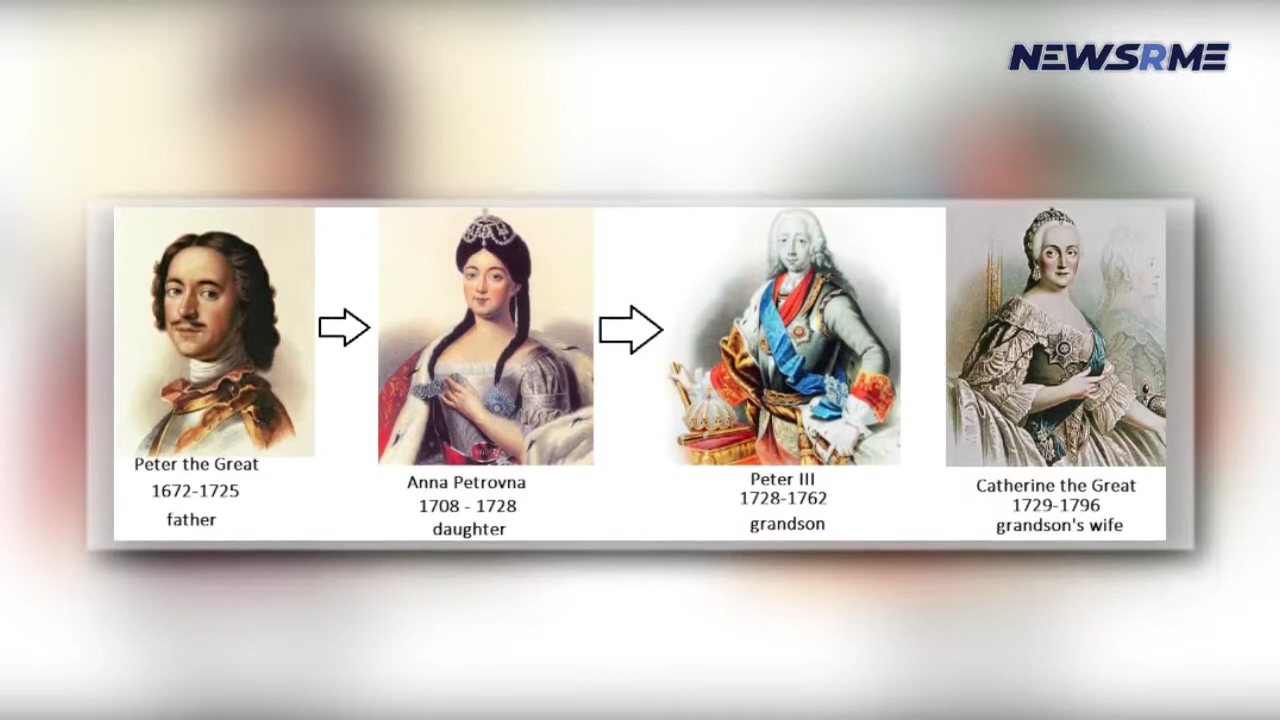 NEWSRME
Peter the Great
1672-1725
father
Anna Petrovna
1708 - 1728
daughter
Peter III
1728-1762
grandson
Catherine the Great
1729-1796
grandson's wife